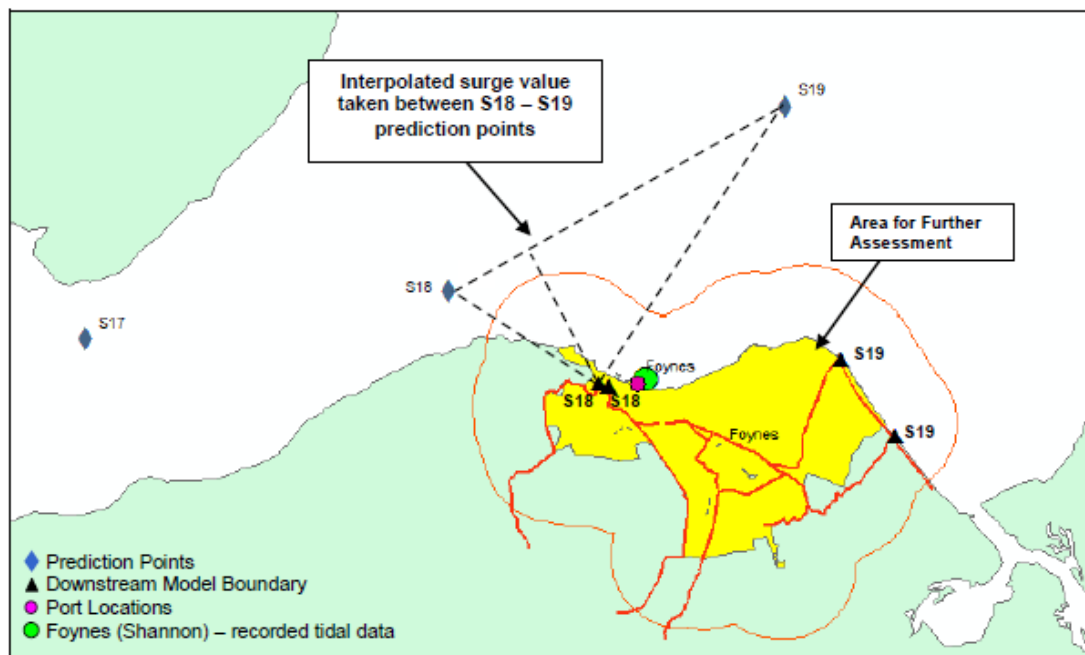 Interpolated surge value
taken between S18 – S19
prediction points
S19
Area for Further
Assessment
S18
S17
Foynes
S19
S18
S18
S19
Foynes
Prediction Points
Downstream Model Boundary
Port Locations
Foynes (Shannon) – recorded tidal data